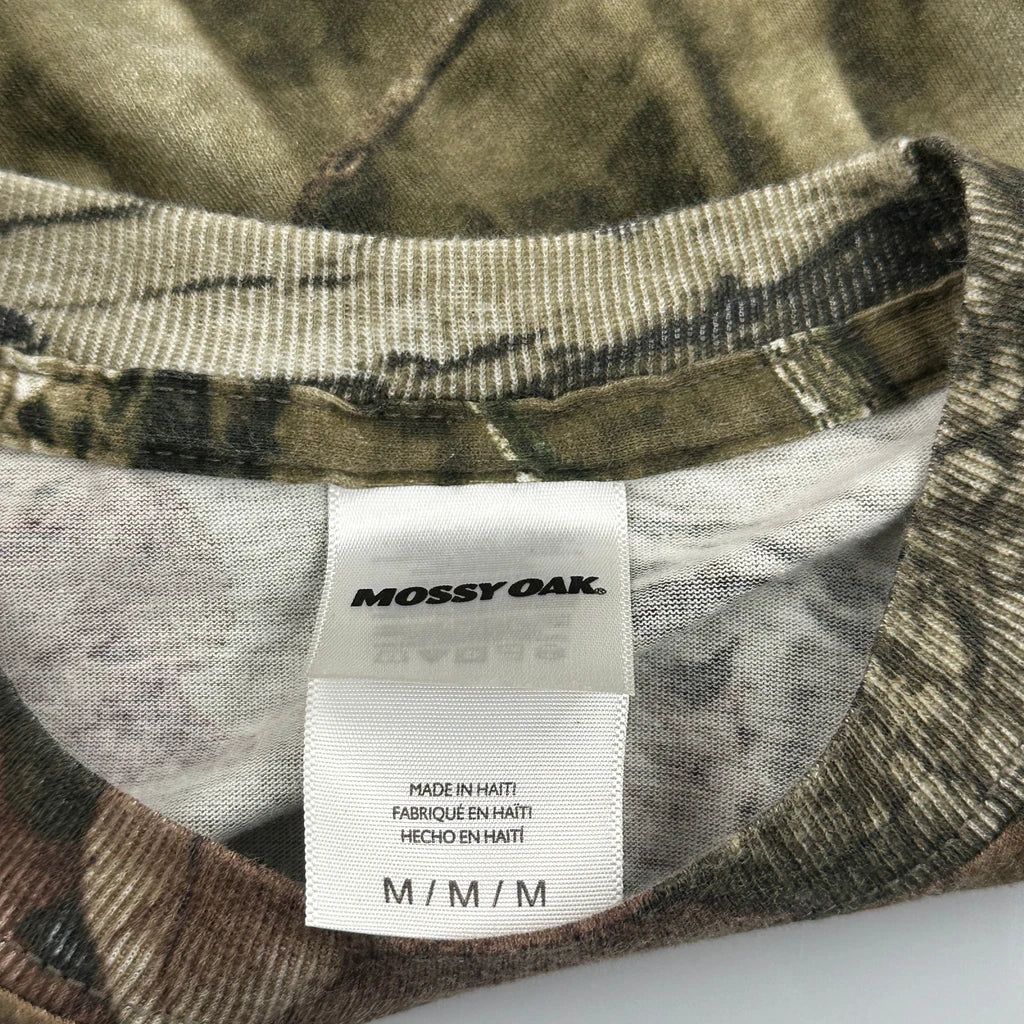 MOSSY OAK®
MADE IN HAITI
FABRIQUÉ EN HAÏTI
HECHO EN HAITÍ
M / M / M